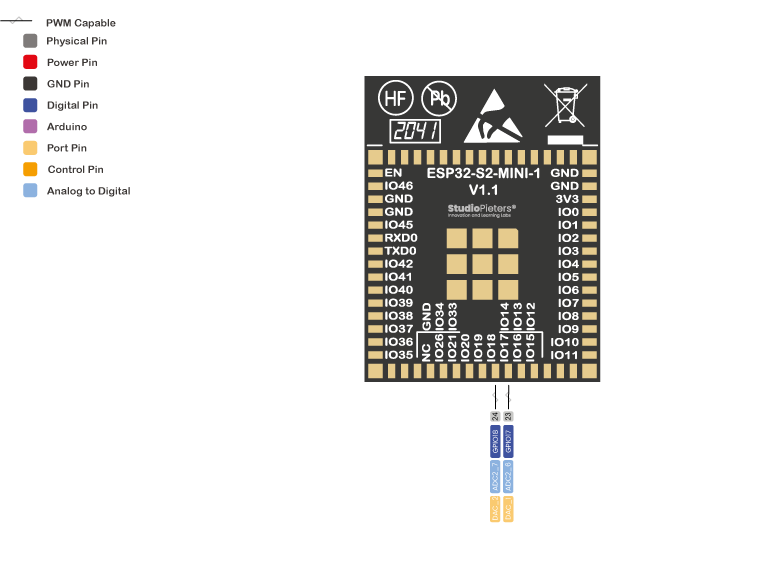 PWM Capable
Physical Pin
Power Pin
GND Pin
Digital Pin
Arduino
Port Pin
Control Pin
Analog to Digital
HF
Pb
2041
ESP32-S2-MINI-1
V1.1
StudioPieters®
Innovation and Learning Labs
EN
IO46
GND
GND
IO45
RXD0
TXD0
IO42
IO41
IO40
IO39
IO38
IO37
IO36
IO35
GND
GND
3V3
IO0
IO1
IO2
IO3
IO4
IO5
IO6
IO7
IO8
IO9
IO10
IO11
GND
IO34
IO33
IO14
IO13
IO12
NC
IO26
IO21
IO20
IO19
IO18
IO17
IO16
IO15
24
GPIO18
ADC2_7
DAC_2
23
GPIO17
ADC2_6
DAC_1